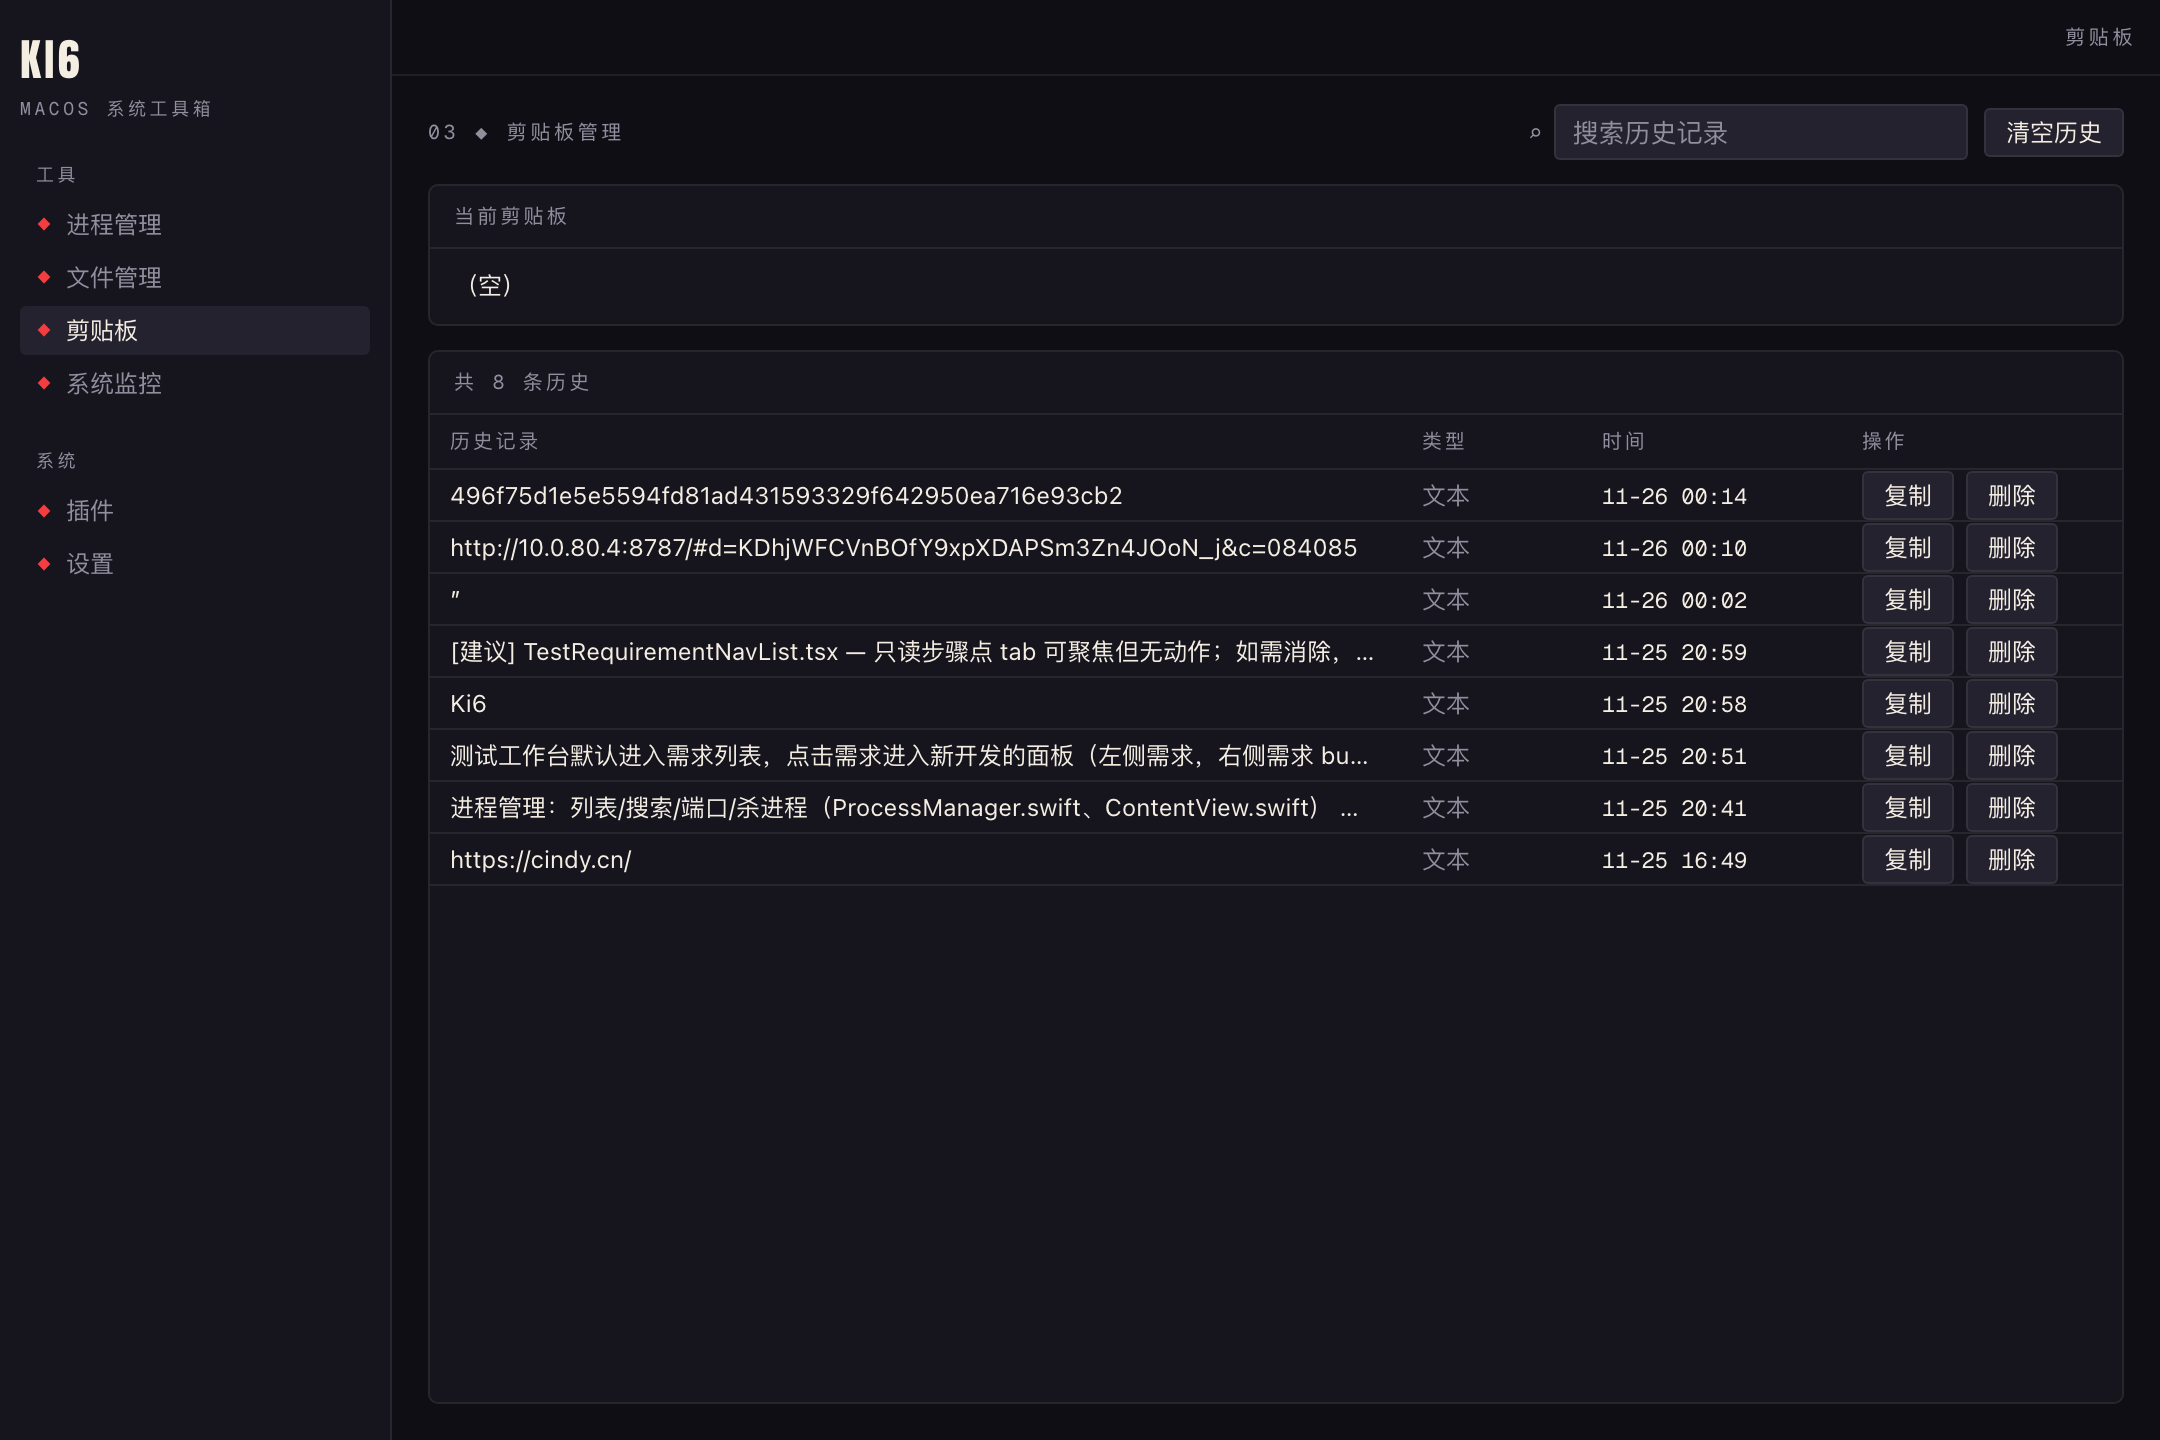 KI6
MACOS 系统工具箱
工具
进程管理
文件管理
剪贴板
系统监控
系统
插件
设置
剪贴板
03 ◆ 剪贴板管理
搜索历史记录
清空历史
当前剪贴板
（空）
共 8 条历史
历史记录 类型 时间 操作
496f75d1e5e5594fd81ad431593329f642950ea716e93cb2 文本 11-26 00:14 复制 删除
http://10.0.80.4:8787/#d=KDhjWFCVnBOfY9xpXDAPSm3Zn4JOoN_j&c=084085 文本 11-26 00:10 复制 删除
" 文本 11-26 00:02 复制 删除
[建议] TestRequirementNavList.tsx — 只读步骤点 tab 可聚焦但无动作；如需消除，... 文本 11-25 20:59 复制 删除
Ki6 文本 11-25 20:58 复制 删除
测试工作台默认进入需求列表，点击需求进入新开发的面板（左侧需求，右侧需求 bu... 文本 11-25 20:51 复制 删除
进程管理：列表/搜索/端口/杀进程（ProcessManager.swift、ContentView.swift） ... 文本 11-25 20:41 复制 删除
https://cindy.cn/ 文本 11-25 16:49 复制 删除